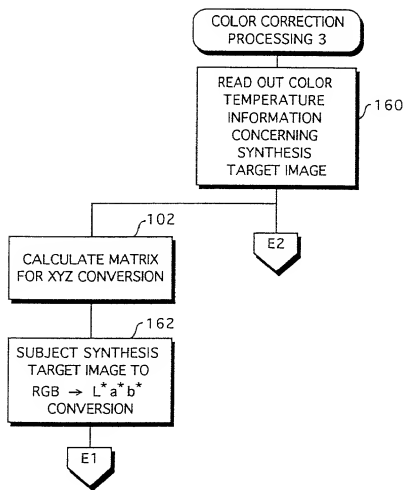 COLOR CORRECTION
PROCESSING 3
READ OUT COLOR
TEMPERATURE
INFORMATION
CONCERNING
SYNTHESIS
TARGET IMAGE
160
102
CALCULATE MATRIX
FOR XYZ CONVERSION
E2
162
SUBJECT SYNTHESIS
TARGET IMAGE TO
RGB → L*a*b*
CONVERSION
E1